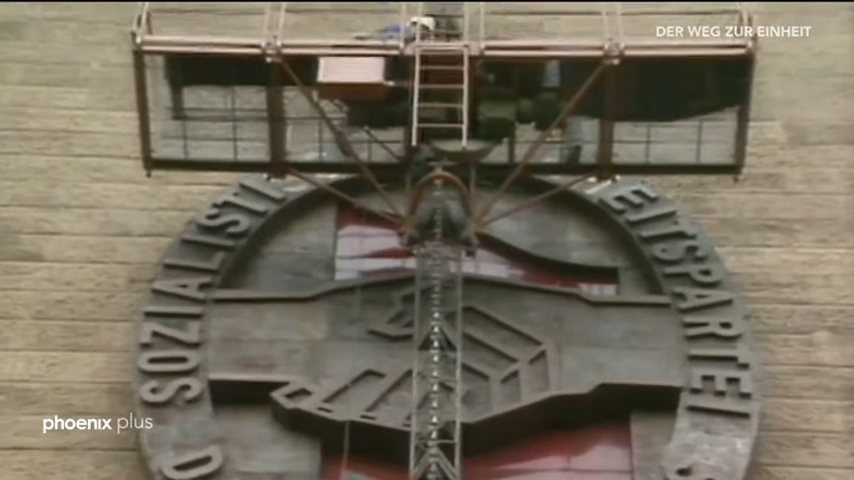 DER WEG ZUR EINHEIT
D SOZIALISTI
EITSPARTEI
phoenix plus